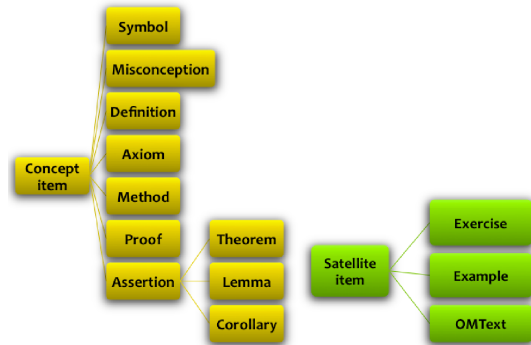 Symbol
Misconception
Definition
Axiom
Concept
item
Method
Proof
Assertion
Theorem
Lemma
Corollary
Satellite
item
Exercise
Example
OMText